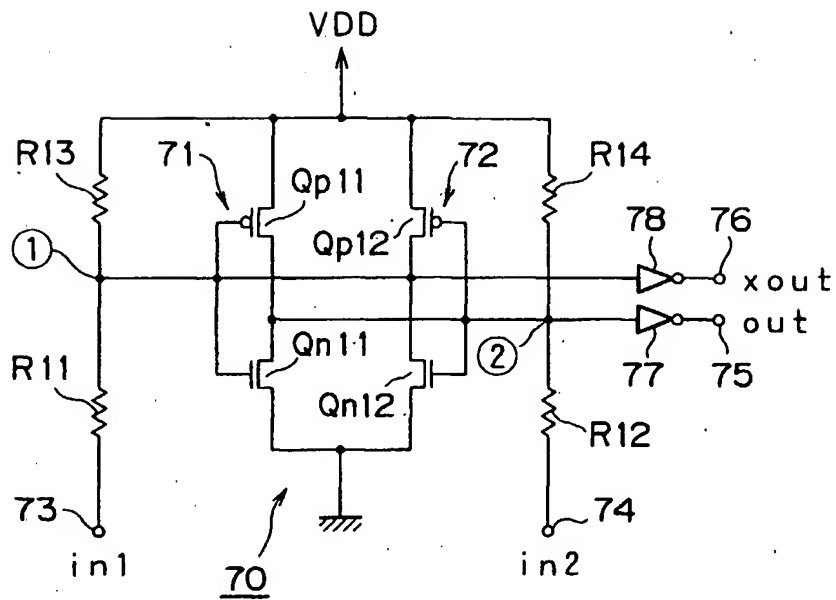 VDD
R13
71
72
R14
Qp11
Qp12
78
76
①
xout
out
R11
Qn11
②
Qn12
77
75
R12
73
74
in1
70
in2